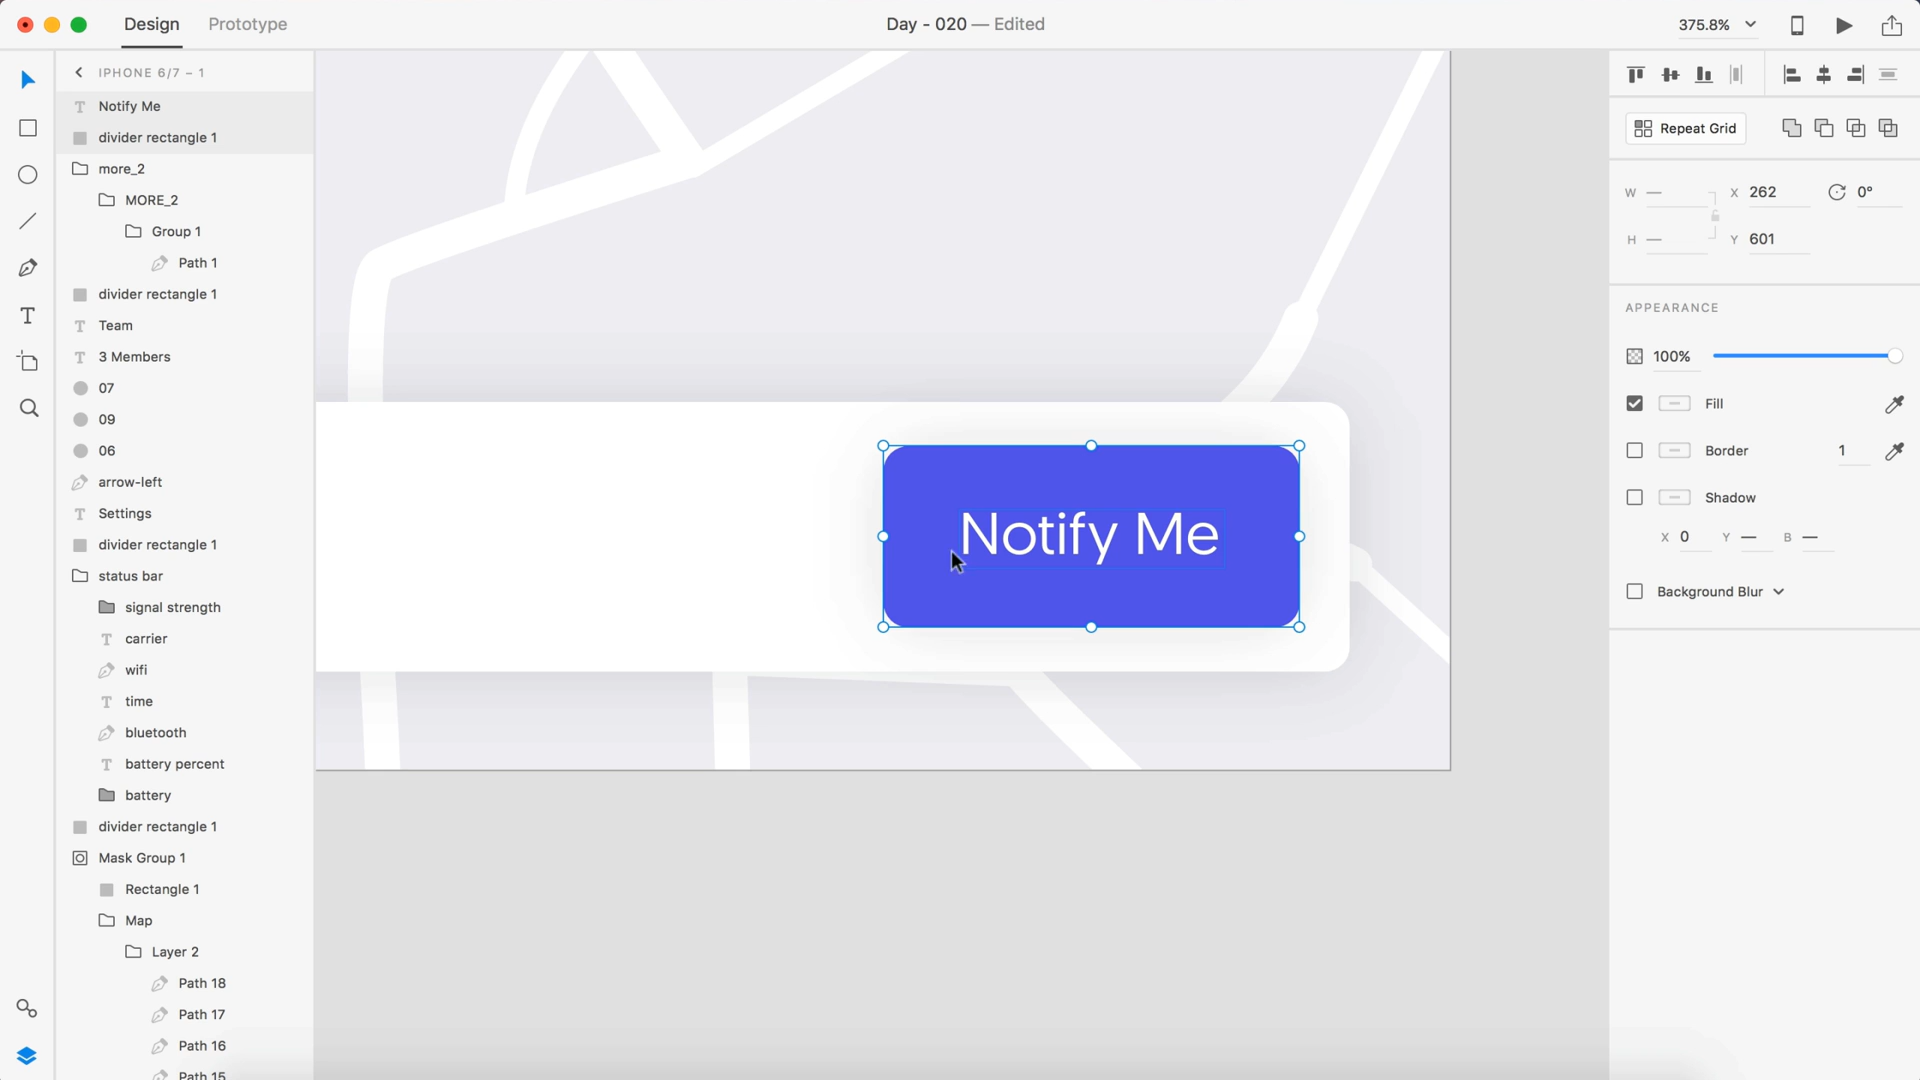 Design
Prototype
Day - 020 — Edited
375.8%
IPHONE 6/7 – 1
Notify Me
divider rectangle 1
more_2
MORE_2
Group 1
Path 1
divider rectangle 1
Team
3 Members
07
09
06
arrow-left
Settings
divider rectangle 1
status bar
signal strength
carrier
wifi
time
bluetooth
battery percent
battery
divider rectangle 1
Mask Group 1
Rectangle 1
Map
Layer 2
Path 18
Path 17
Path 16
Path 15
Notify Me
Repeat Grid
W — X 262 0°
H — Y 601
APPEARANCE
100%
Fill
Border 1
Shadow
X 0 Y — B —
Background Blur